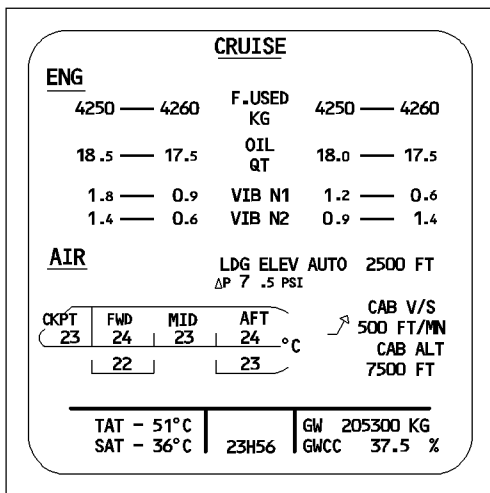 CRUISE
ENG
4250 4260 F.USED KG 4250 4260
18.5 17.5 OIL QT 18.0 17.5
1.8 0.9 VIB N1 1.2 0.6
1.4 0.6 VIB N2 0.9 1.4
AIR
LDG ELEV AUTO 2500 FT
ΔP 7.5 PSI
CKPT FWD MID AFT
23 24 23 24 °C
22 23
CAB V/S
500 FT/MN
CAB ALT
7500 FT
TAT - 51°C
SAT - 36°C
23H56
GW 205300 KG
GWCC 37.5 %